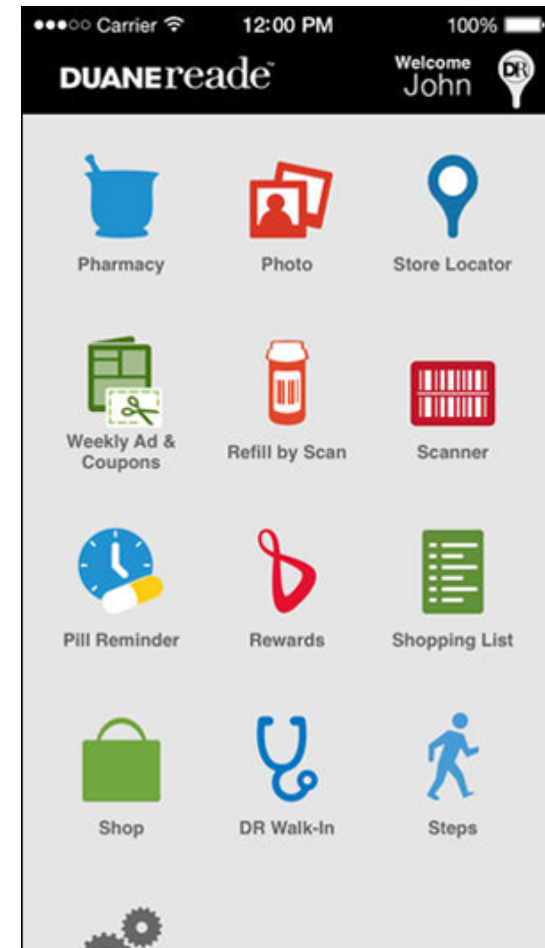 Carrier 12:00 PM 100%
DUANEreade™ Welcome
John DR
Pharmacy Photo Store Locator
Weekly Ad &
Coupons Refill by Scan Scanner
Pill Reminder Rewards Shopping List
Shop DR Walk-In Steps